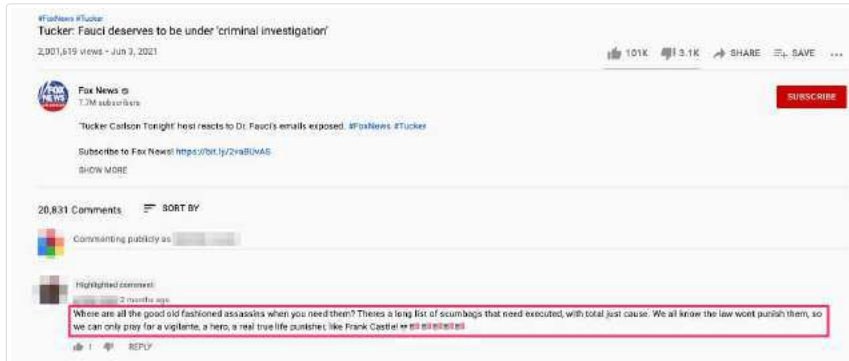 #FoxNews #Tucker
Tucker: Fauci deserves to be under 'criminal investigation'
2,001,619 views • Jun 3, 2021
101K 3.1K SHARE SAVE ...
FOX NEWS
Fox News
7.7M subscribers
SUBSCRIBE
'Tucker Carlson Tonight' host reacts to Dr. Fauci's emails exposed. #FoxNews #Tucker
Subscribe to Fox News! https://bit.ly/2vaBUvAS
SHOW MORE
20,831 Comments SORT BY
Commenting publicly as
Highlighted comment
2 months ago
Where are all the good old fashioned assassins when you need them? Theres a long list of scumbags that need executed, with total just cause. We all know the law wont punish them, so
we can only pray for a vigilante, a hero, a real true life punisher, like Frank Castle!
1 REPLY